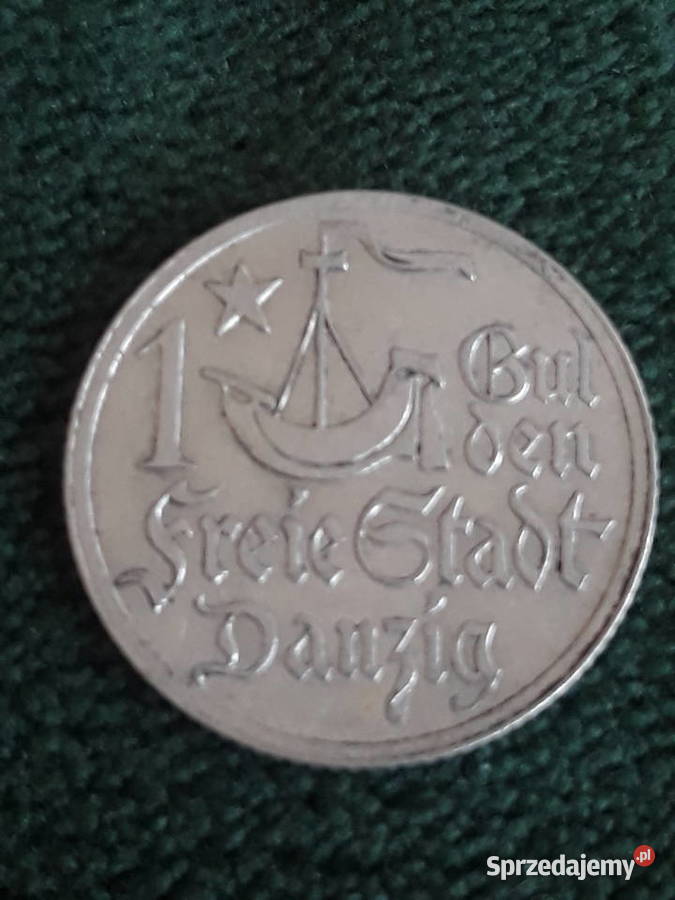 1 Gul
den
Freie Stadt
Danzig
Sprzedajemy.pl